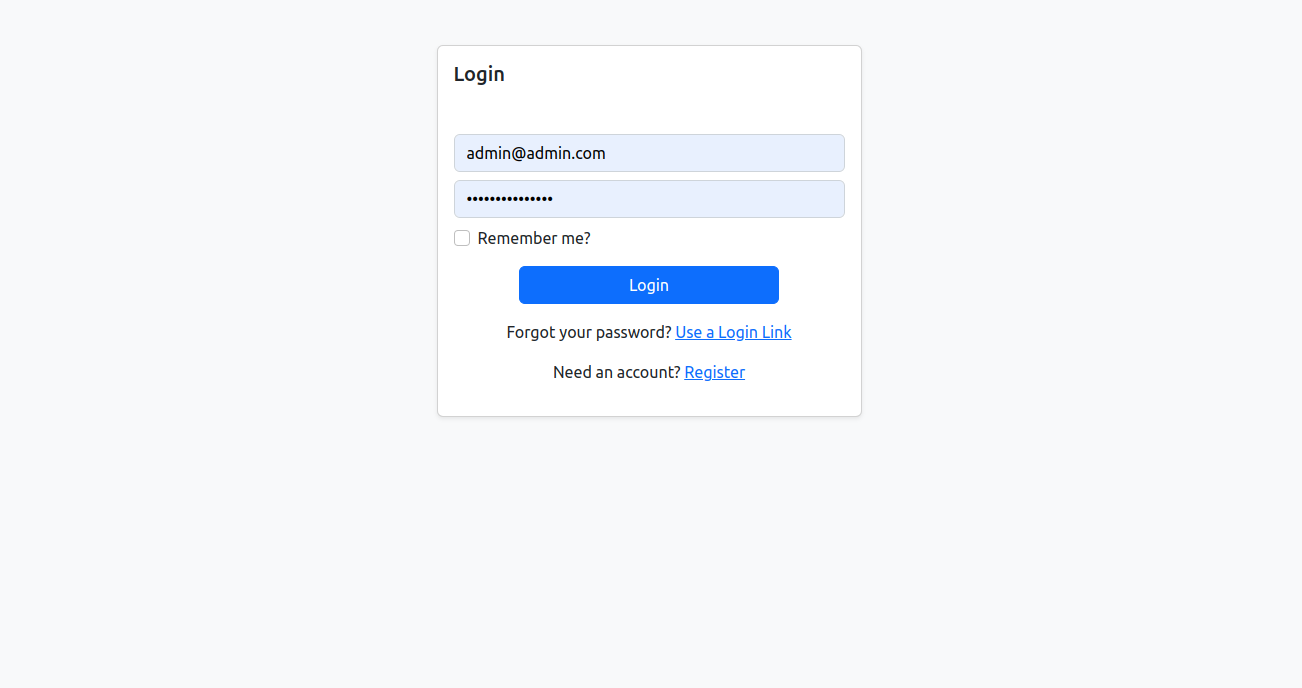 Login
admin@admin.com
•••••••••••••••
Remember me?
Login
Forgot your password? Use a Login Link
Need an account? Register